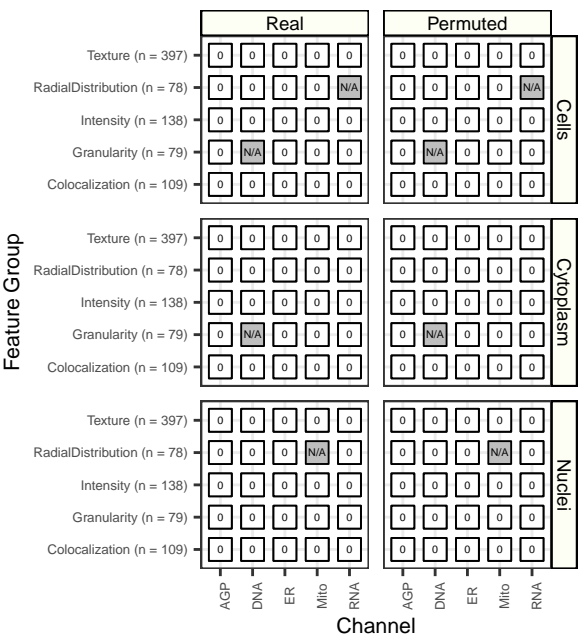 Real Permuted
Texture (n = 397) 0 0 0 0 0 0 0 0 0 0
RadialDistribution (n = 78) 0 0 0 0 N/A 0 0 0 0 N/A
Intensity (n = 138) 0 0 0 0 0 0 0 0 0 0
Granularity (n = 79) 0 N/A 0 0 0 0 N/A 0 0 0
Colocalization (n = 109) 0 0 0 0 0 0 0 0 0 0
Cells
Texture (n = 397) 0 0 0 0 0 0 0 0 0 0
RadialDistribution (n = 78) 0 0 0 0 0 0 0 0 0 0
Intensity (n = 138) 0 0 0 0 0 0 0 0 0 0
Granularity (n = 79) 0 N/A 0 0 0 0 N/A 0 0 0
Colocalization (n = 109) 0 0 0 0 0 0 0 0 0 0
Cytoplasm
Texture (n = 397) 0 0 0 0 0 0 0 0 0 0
RadialDistribution (n = 78) 0 0 0 N/A 0 0 0 0 N/A 0
Intensity (n = 138) 0 0 0 0 0 0 0 0 0 0
Granularity (n = 79) 0 0 0 0 0 0 0 0 0 0
Colocalization (n = 109) 0 0 0 0 0 0 0 0 0 0
Nuclei
AGP DNA ER Mito RNA AGP DNA ER Mito RNA
Channel
Feature Group